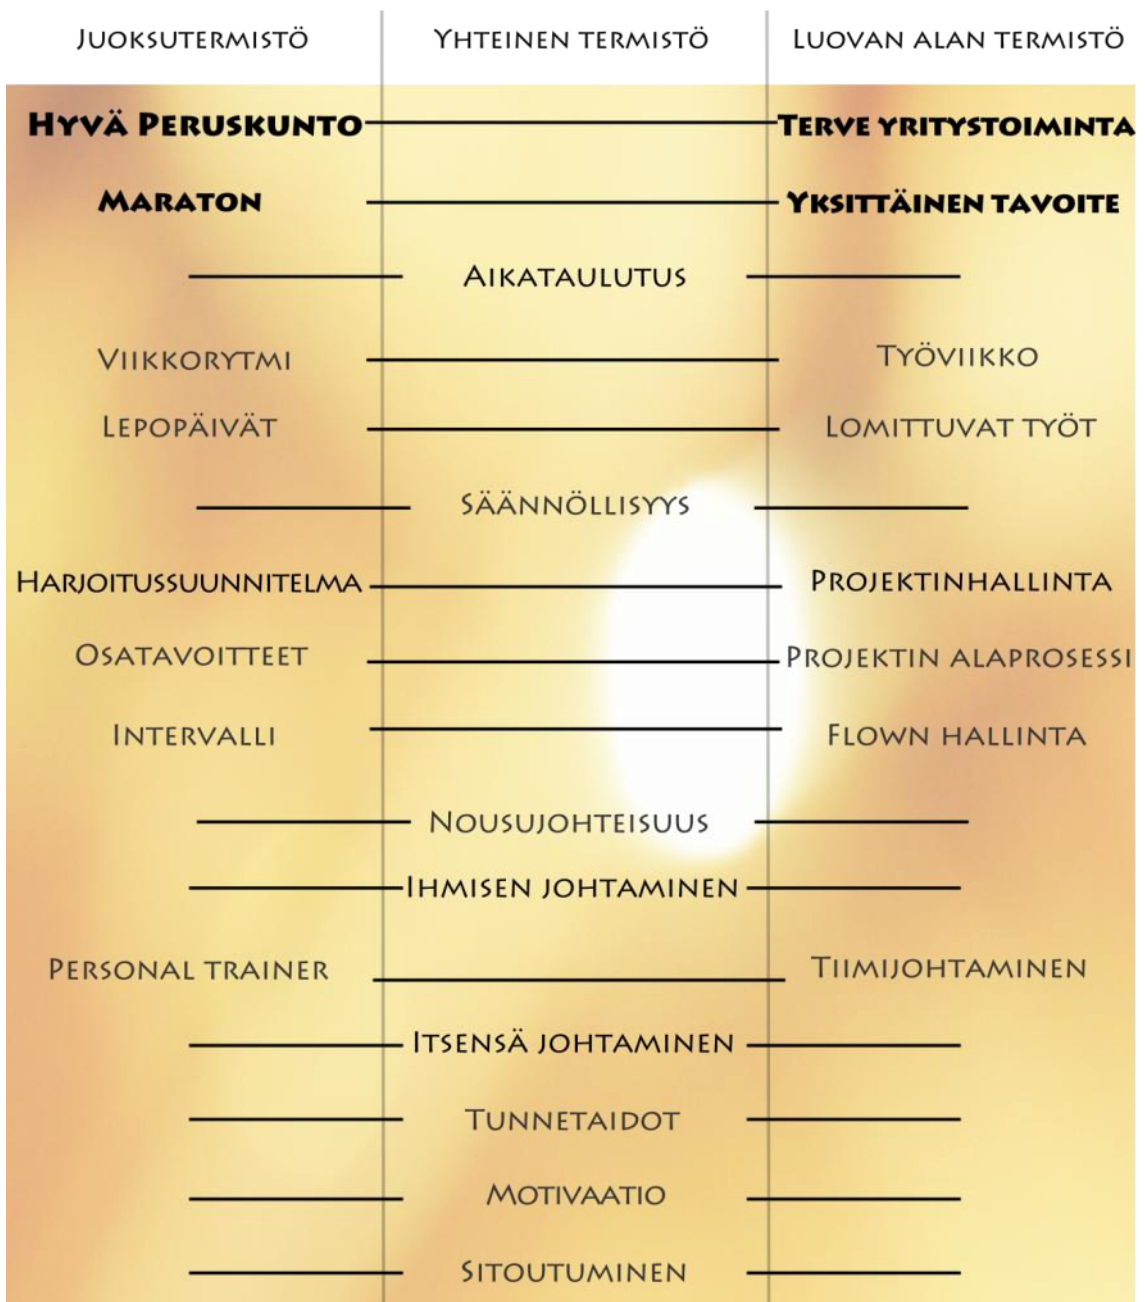 Juoksutermistö Yhteinen termistö Luovan alan termistö
Hyvä Peruskunto Terve yritystoiminta
Maraton Yksittäinen tavoite
Aikataulutus
Viikkorytmi Työviikko
Lepopäivät Lomittuvat työt
Säännöllisyys
Harjoitussuunnitelma Projektinhallinta
Osatavoitteet Projektin alaprosessi
Intervalli Flown hallinta
Nousujohteisuus
Ihmisen johtaminen
Personal trainer Tiimijohtaminen
Itsensä johtaminen
Tunnetaidot
Motivaatio
Sitoutuminen